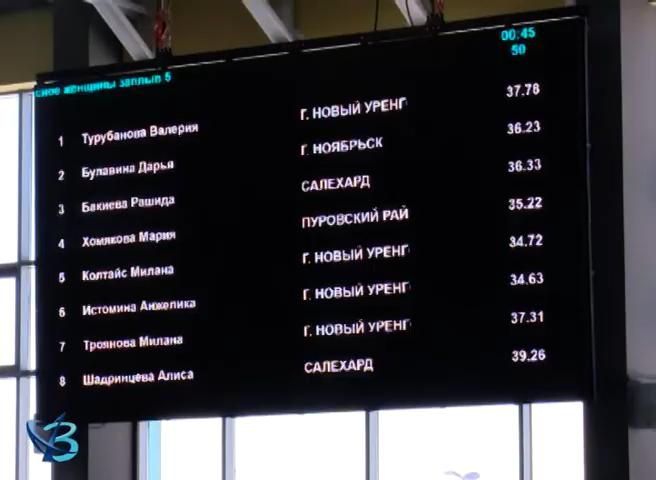 00:45
сное женщины заплыв 5 50
1 Турубанова Валерия Г. НОВЫЙ УРЕНГ 37.78
2 Булавина Дарья Г. НОЯБРЬСК 36.23
3 Бакиева Рашида САЛЕХАРД 36.33
4 Хомякова Мария ПУРОВСКИЙ РАЙ 35.22
5 Колтайс Милана Г. НОВЫЙ УРЕНГ 34.72
6 Истомина Анжелика Г. НОВЫЙ УРЕНГ 34.63
7 Троянова Милана Г. НОВЫЙ УРЕНГ 37.31
8 Шадринцева Алиса САЛЕХАРД 39.26